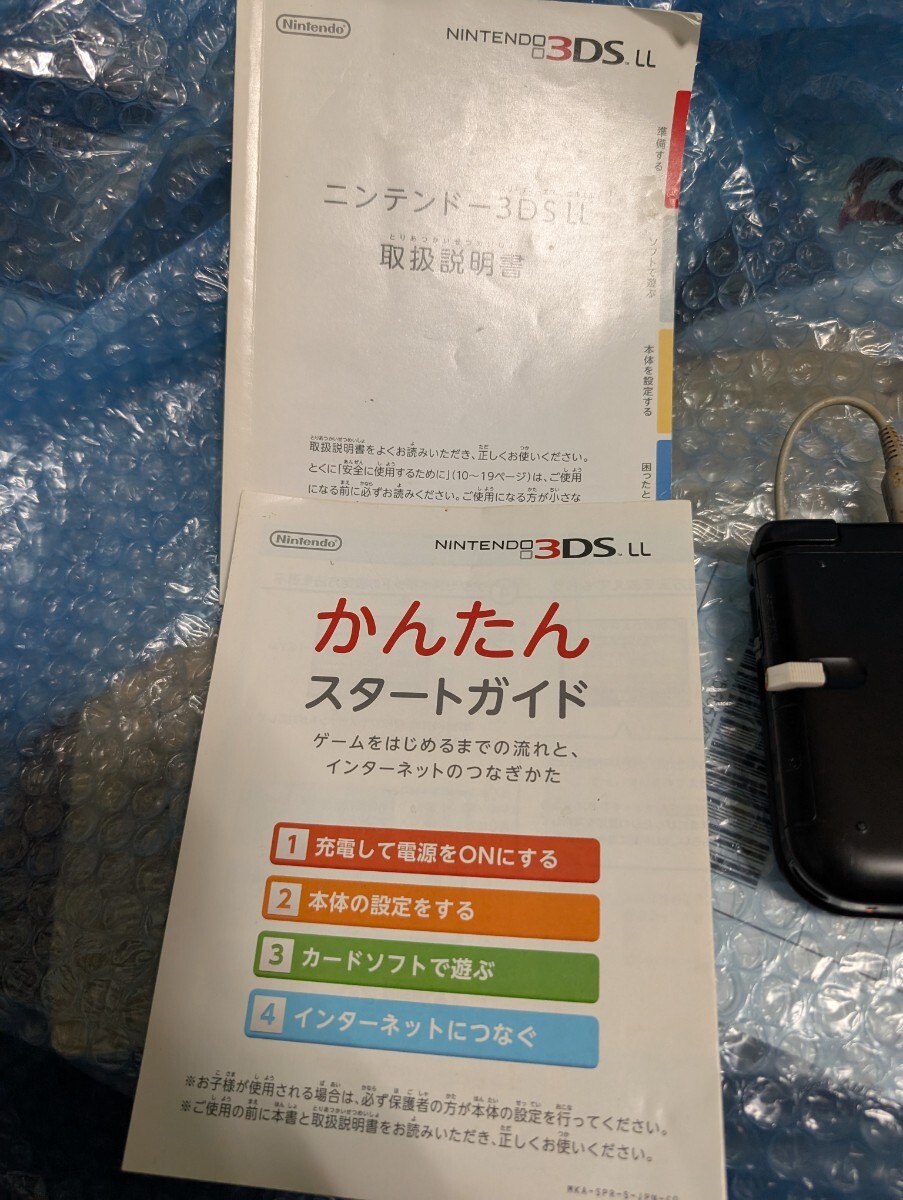 Nintendo
NINTENDO 3DS LL
準備する
ソフトで遊ぶ
本体を設定する
困ったと
ニンテンドー3DS LL
取扱説明書
取扱説明書をよくお読みいただき、正しくお使いください。
とくに「安全に使用するために」(10〜19ページ)は、ご使用
になる前に必ずお読みください。ご使用になる方が小さな
Nintendo
NINTENDO 3DS LL
かんたん
スタートガイド
ゲームをはじめるまでの流れと、
インターネットのつなぎかた
1 充電して電源をONにする
2 本体の設定をする
3 カードソフトで遊ぶ
4 インターネットにつなぐ
※お子様が使用される場合は、必ず保護者の方が本体の設定を行ってください。
※ご使用の前に本書と取扱説明書をお読みいただき、正しくお使いください。